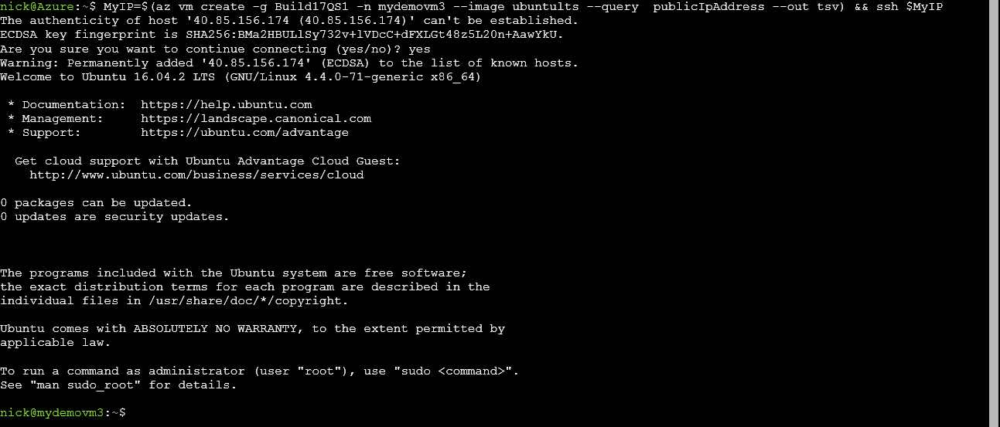 nick@Azure:~$ MyIP=$(az vm create -g Build17QS1 -n mydemovm3 --image ubuntults --query  publicIpAddress --out tsv) && ssh $MyIP
The authenticity of host '40.85.156.174 (40.85.156.174)' can't be established.
ECDSA key fingerprint is SHA256:BMa2HBULlSy732v+lVDcC+dFXLGt48z5L20n+AawYkU.
Are you sure you want to continue connecting (yes/no)? yes
Warning: Permanently added '40.85.156.174' (ECDSA) to the list of known hosts.
Welcome to Ubuntu 16.04.2 LTS (GNU/Linux 4.4.0-71-generic x86_64)

 * Documentation:  https://help.ubuntu.com
 * Management:     https://landscape.canonical.com
 * Support:        https://ubuntu.com/advantage

  Get cloud support with Ubuntu Advantage Cloud Guest:
    http://www.ubuntu.com/business/services/cloud

0 packages can be updated.
0 updates are security updates.

The programs included with the Ubuntu system are free software;
the exact distribution terms for each program are described in the
individual files in /usr/share/doc/*/copyright.

Ubuntu comes with ABSOLUTELY NO WARRANTY, to the extent permitted by
applicable law.

To run a command as administrator (user "root"), use "sudo <command>".
See "man sudo_root" for details.

nick@mydemovm3:~$